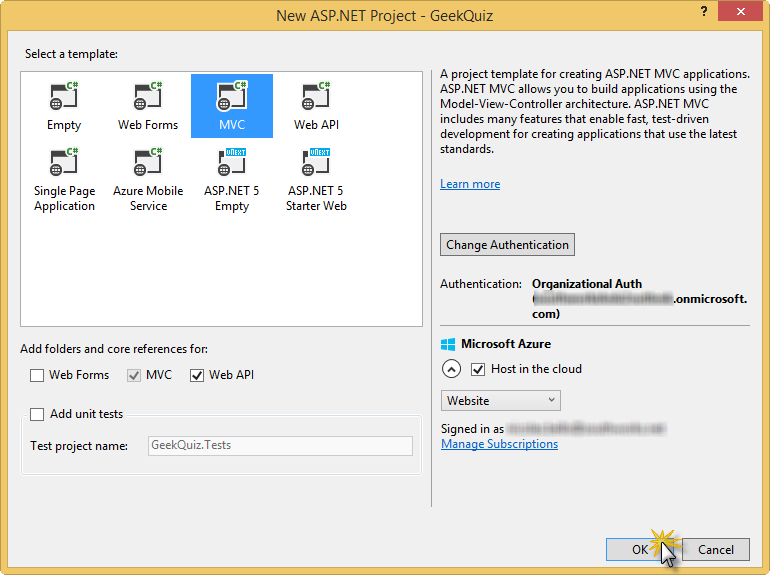 New ASP.NET Project - GeekQuiz
?
Select a template:
C# C# C# C#
Empty Web Forms MVC Web API
C# C# vNEXT vNEXT
Single Page Azure Mobile ASP.NET 5 ASP.NET 5
Application Service Empty Starter Web
A project template for creating ASP.NET MVC applications.
ASP.NET MVC allows you to build applications using the
Model-View-Controller architecture. ASP.NET MVC
includes many features that enable fast, test-driven
development for creating applications that use the latest
standards.
Learn more
Change Authentication
Authentication: Organizational Auth
.onmicrosoft.
com)
Add folders and core references for:
Web Forms MVC Web API
Add unit tests
Test project name: GeekQuiz.Tests
Microsoft Azure
Host in the cloud
Website
Signed in as
Manage Subscriptions
OK Cancel